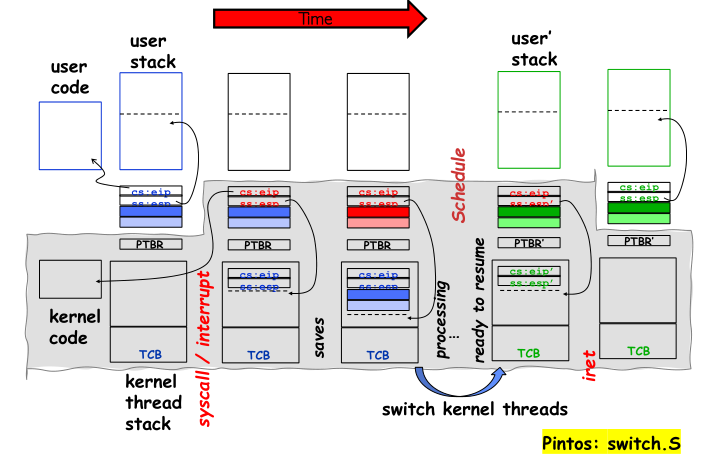 Time
user
stack
user'
stack
user
code
cs:eip
ss:esp
cs:eip
ss:esp
cs:eip
ss:esp
cs:eip
ss:esp'
cs:eip
ss:esp
Schedule
PTBR
PTBR
PTBR
PTBR'
PTBR'
cs:eip
ss:esp
cs:eip
ss:esp
cs:eip'
ss:esp'
kernel
code
syscall / interrupt
saves
processing
...
ready to resume
iret
TCB
TCB
TCB
TCB
TCB
kernel
thread
stack
switch kernel threads
Pintos: switch.S